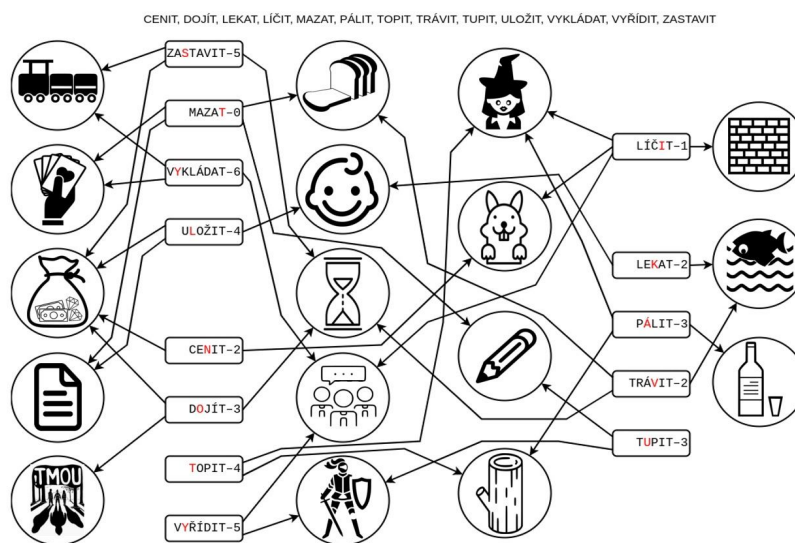 CENIT, DOJÍT, LEKAT, LÍČIT, MAZAT, PÁLIT, TOPIT, TRÁVIT, TUPIT, ULOŽIT, VYKLÁDAT, VYŘÍDIT, ZASTAVIT
ZASTAVIT–5
MAZAT–0
VYKLÁDAT–6
ULOŽIT–4
CENIT–2
DOJÍT–3
TOPIT–4
VYŘÍDIT–5
TMOU
...
LÍČIT–1
LEKAT–2
PÁLIT–3
TRÁVIT–2
TUPIT–3